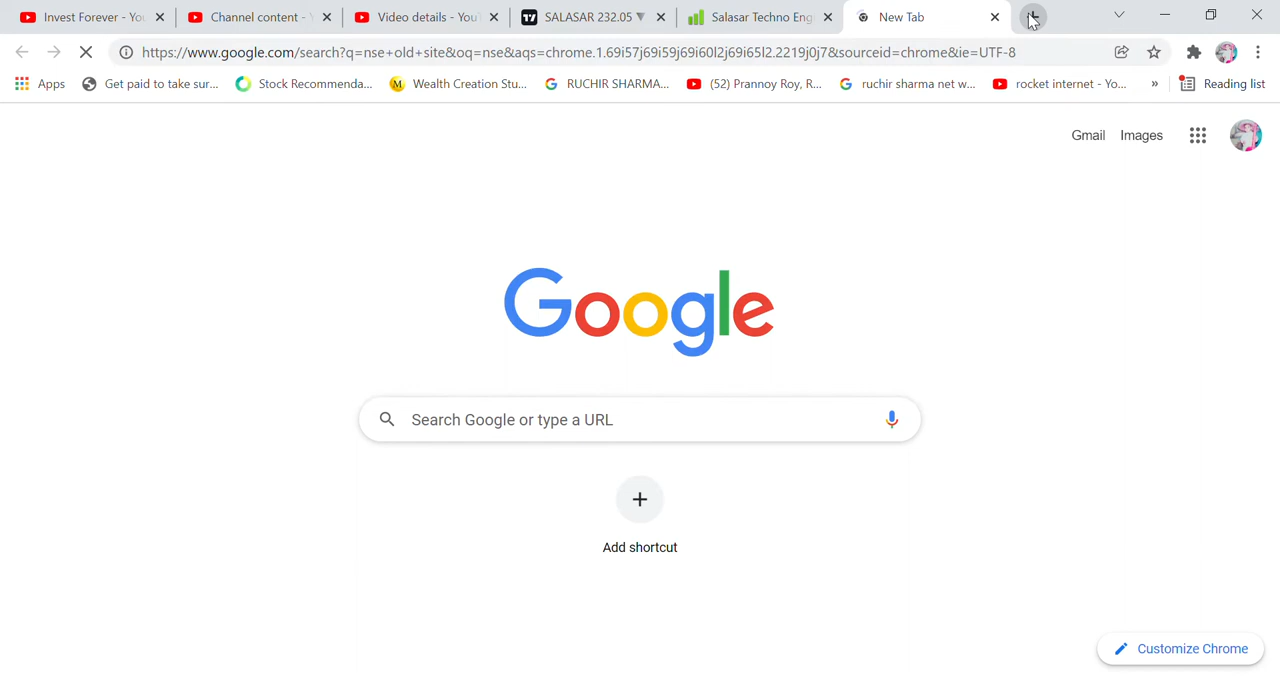 Invest Forever - You
Channel content - Y
Video details - YouT
SALASAR 232.05 ▼
Salasar Techno Eng
New Tab
https://www.google.com/search?q=nse+old+site&oq=nse&aqs=chrome.1.69i57j69i59j69i60l2j69i65l2.2219j0j7&sourceid=chrome&ie=UTF-8
Apps
Get paid to take sur...
Stock Recommenda...
M
Wealth Creation Stu...
RUCHIR SHARMA...
(52) Prannoy Roy, R...
ruchir sharma net w...
rocket internet - Yo...
»
Reading list
Gmail
Images
Google
Search Google or type a URL
Add shortcut
Customize Chrome